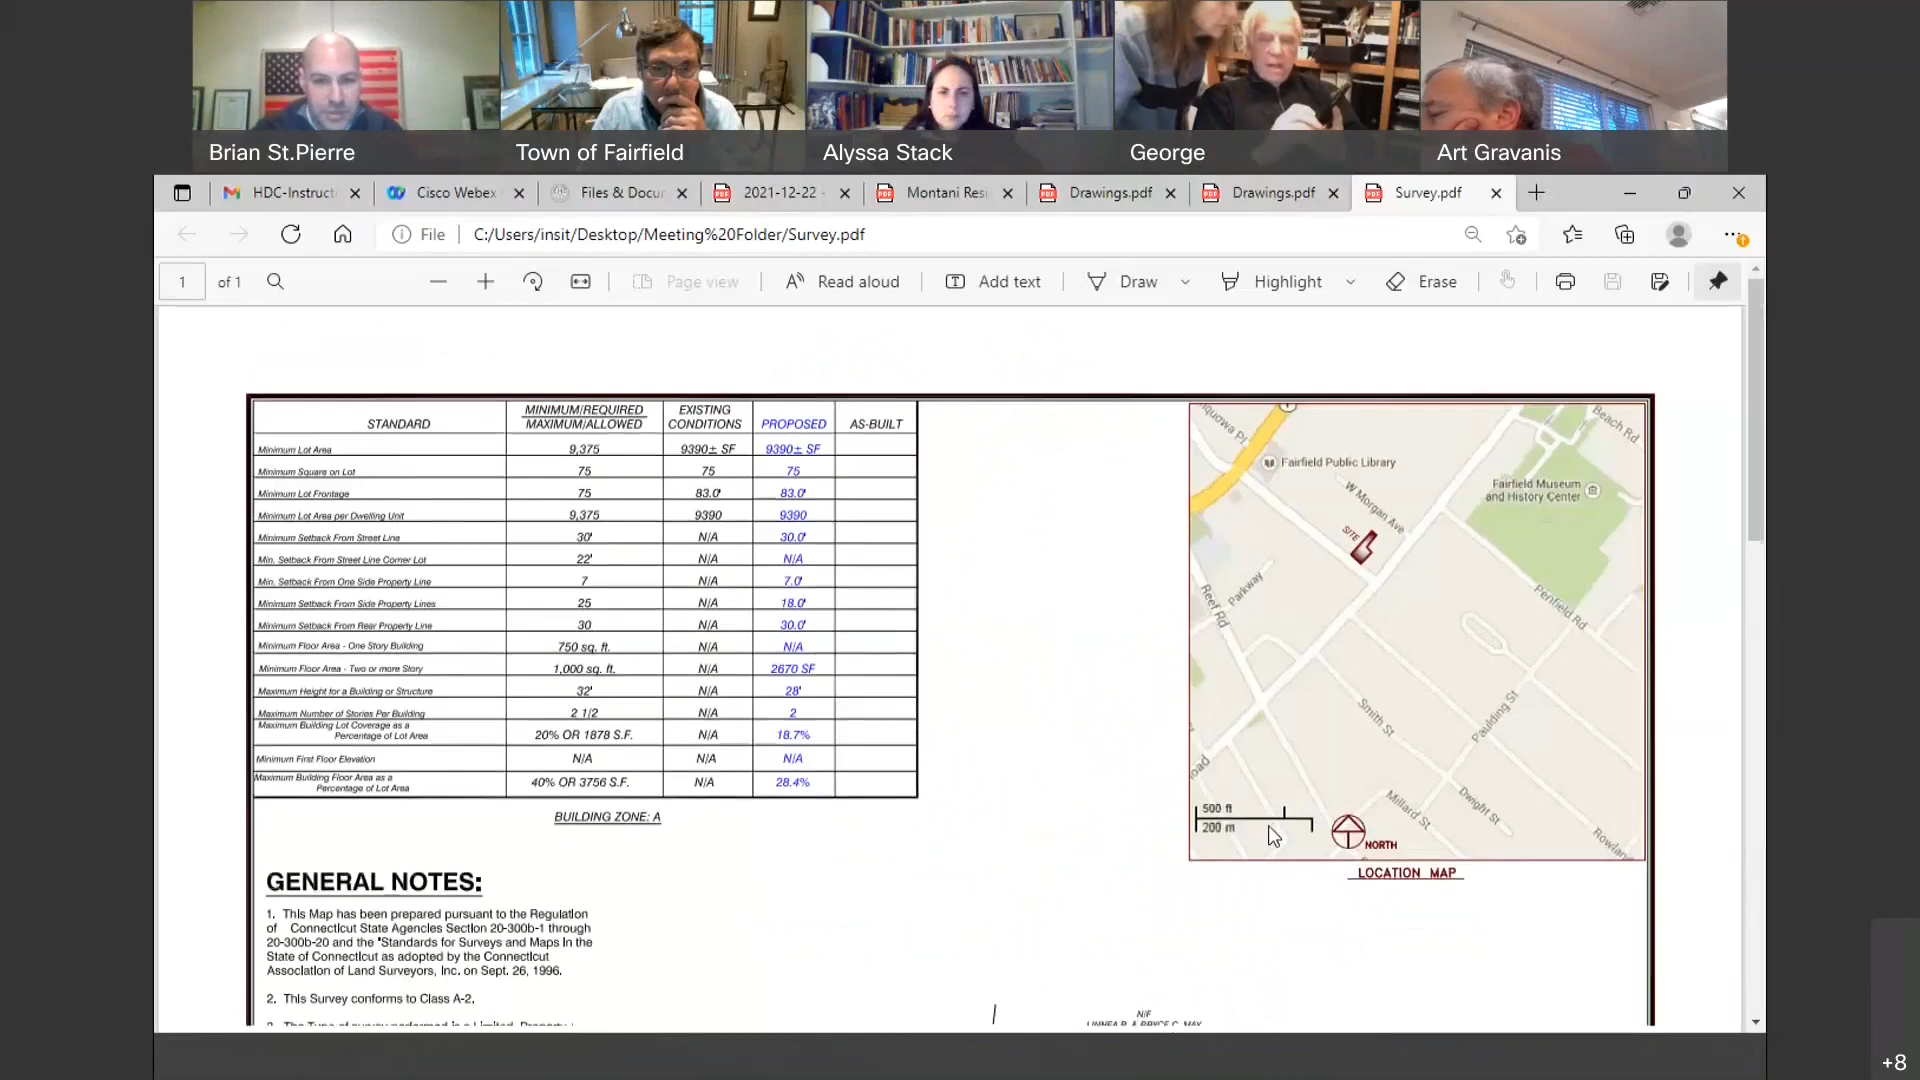 Brian St.Pierre
Town of Fairfield
Alyssa Stack
George
Art Gravanis
HDC-Instruct
Cisco Webex
Files & Docu
2021-12-22 -
Montani Resi
Drawings.pdf
Drawings.pdf
Survey.pdf
File
C:/Users/insit/Desktop/Meeting%20Folder/Survey.pdf
1 of 1
Page view
Read aloud
Add text
Draw
Highlight
Erase
STANDARD MINIMUM/REQUIRED MAXIMUM/ALLOWED EXISTING CONDITIONS PROPOSED AS-BUILT
Minimum Lot Area 9,375 9390± SF 9390± SF
Minimum Square on Lot 75 75 75
Minimum Lot Frontage 75 83.0' 83.0'
Minimum Lot Area per Dwelling Unit 9,375 9390 9390
Minimum Setback From Street Line 30' N/A 30.0'
Min. Setback From Street Line Corner Lot 22' N/A N/A
Min. Setback From One Side Property Line 7 N/A 7.0'
Minimum Setback From Side Property Lines 25 N/A 18.0'
Minimum Setback From Rear Property Line 30 N/A 30.0'
Minimum Floor Area - One Story Building 750 sq. ft. N/A N/A
Minimum Floor Area - Two or more Story 1,000 sq. ft. N/A 2670 SF
Maximum Height for a Building or Structure 32' N/A 28'
Maximum Number of Stories Per Building 2 1/2 N/A 2
Maximum Building Lot Coverage as a
Percentage of Lot Area 20% OR 1878 S.F. N/A 18.7%
Minimum First Floor Elevation N/A N/A N/A
Maximum Building Floor Area as a
Percentage of Lot Area 40% OR 3756 S.F. N/A 28.4%
BUILDING ZONE: A
GENERAL NOTES:
1. This Map has been prepared pursuant to the Regulation
of Connecticut State Agencies Section 20-300b-1 through
20-300b-20 and the "Standards for Surveys and Maps in the
State of Connecticut as adopted by the Connecticut
Association of Land Surveyors, Inc. on Sept. 26, 1996.
2. This Survey conforms to Class A-2.
Beach Rd
Fairfield Public Library
Fairfield Museum
and History Center
W Morgan Ave
SITE
Parkway
Reef Rd
Penfield Rd
Smith St
Paulding St
Millard St
Dwight St
500 ft
200 m
NORTH
LOCATION MAP
N/F
+8